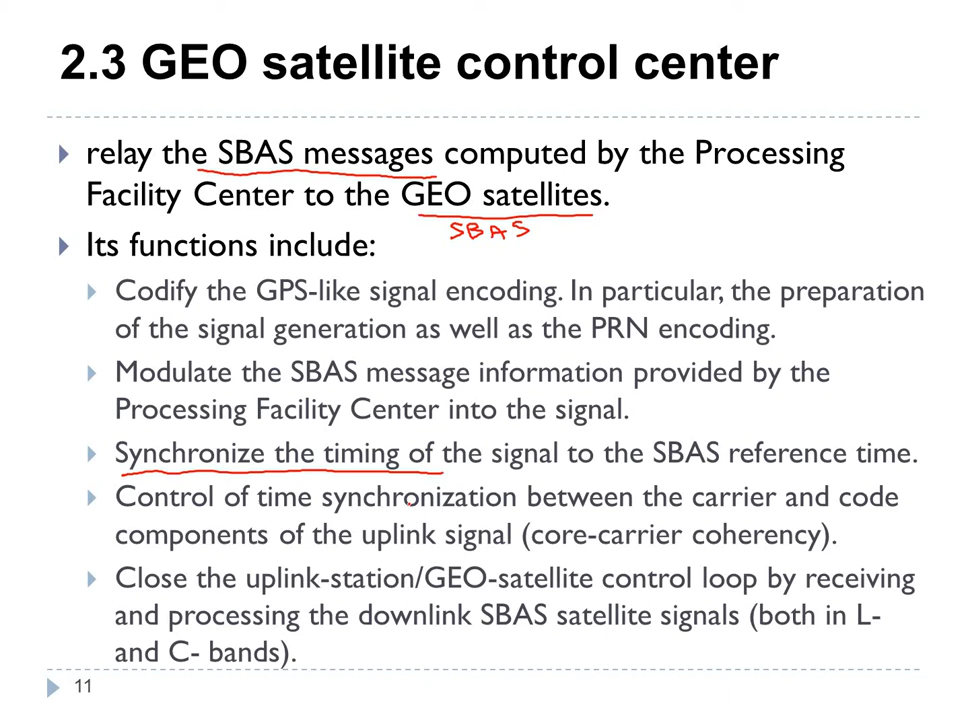 2.3 GEO satellite control center
relay the SBAS messages computed by the Processing
Facility Center to the GEO satellites.
SBAS
Its functions include:
Codify the GPS-like signal encoding. In particular, the preparation
of the signal generation as well as the PRN encoding.
Modulate the SBAS message information provided by the
Processing Facility Center into the signal.
Synchronize the timing of the signal to the SBAS reference time.
Control of time synchronization between the carrier and code
components of the uplink signal (core-carrier coherency).
Close the uplink-station/GEO-satellite control loop by receiving
and processing the downlink SBAS satellite signals (both in L-
and C- bands).
11